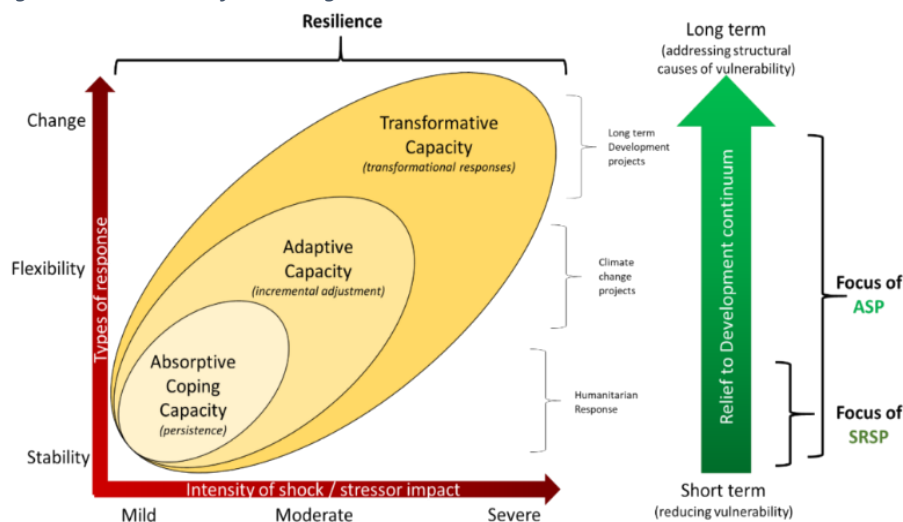 Resilience
Change
Flexibility
Stability
Types of response
Transformative
Capacity
(transformational responses)
Adaptive
Capacity
(incremental adjustment)
Absorptive
Coping
Capacity
(persistence)
Intensity of shock / stressor impact
Mild
Moderate
Severe
Long term
Development
projects
Climate
change
projects
Humanitarian
Response
Long term
(addressing structural
causes of vulnerability)
Relief to Development continuum
Short term
(reducing vulnerability)
Focus of
ASP
Focus of
SRSP